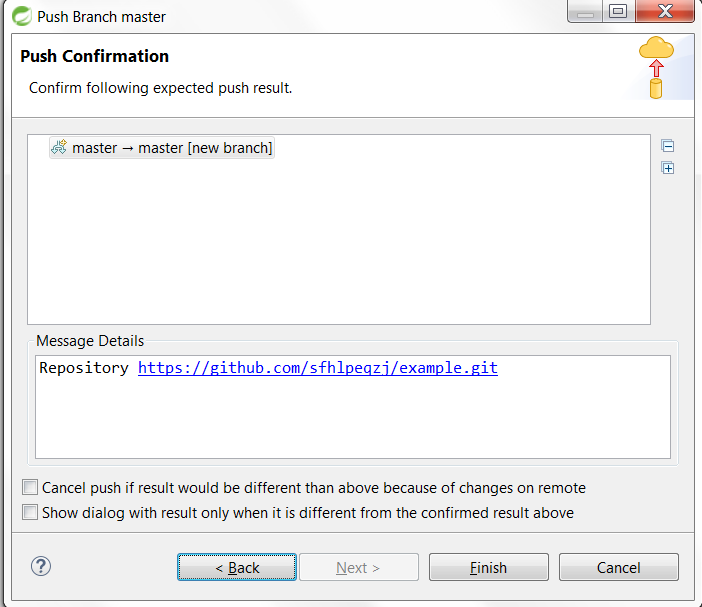 Push Branch master
Push Confirmation
Confirm following expected push result.
master → master [new branch]
Message Details
Repository https://github.com/sfhlpeqzj/example.git
Cancel push if result would be different than above because of changes on remote
Show dialog with result only when it is different from the confirmed result above
? < Back Next > Finish Cancel